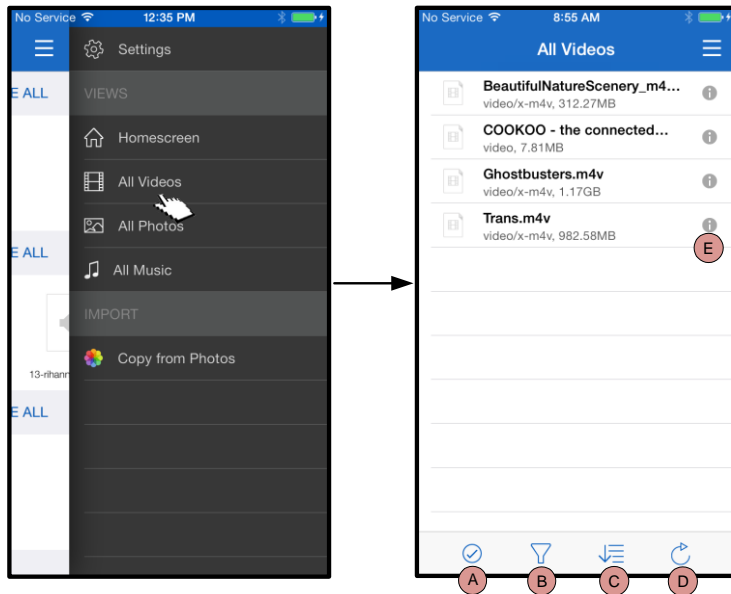 No Service 12:35 PM
E ALL
Settings
VIEWS
Homescreen
All Videos
All Photos
E ALL
All Music
IMPORT
Copy from Photos
13-rihann
E ALL
No Service 8:55 AM
All Videos
BeautifulNatureScenery_m4...
video/x-m4v, 312.27MB
COOKOO - the connected...
video, 7.81MB
Ghostbusters.m4v
video/x-m4v, 1.17GB
Trans.m4v
video/x-m4v, 982.58MB
E
A B C D